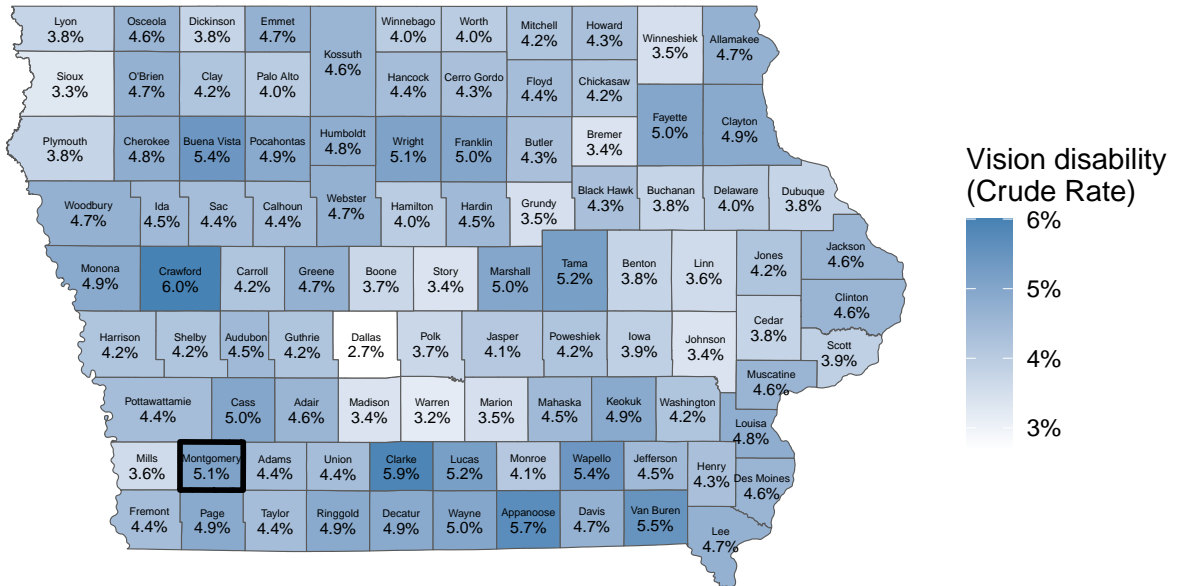 Lyon
3.8%
Osceola
4.6%
Dickinson
3.8%
Emmet
4.7%
Winnebago
4.0%
Worth
4.0%
Mitchell
4.2%
Howard
4.3%
Winneshiek
3.5%
Allamakee
4.7%
Kossuth
4.6%
Sioux
3.3%
O'Brien
4.7%
Clay
4.2%
Palo Alto
4.0%
Hancock
4.4%
Cerro Gordo
4.3%
Floyd
4.4%
Chickasaw
4.2%
Fayette
5.0%
Clayton
4.9%
Plymouth
3.8%
Cherokee
4.8%
Buena Vista
5.4%
Pocahontas
4.9%
Humboldt
4.8%
Wright
5.1%
Franklin
5.0%
Butler
4.3%
Bremer
3.4%
Woodbury
4.7%
Ida
4.5%
Sac
4.4%
Calhoun
4.4%
Webster
4.7%
Hamilton
4.0%
Hardin
4.5%
Grundy
3.5%
Black Hawk
4.3%
Buchanan
3.8%
Delaware
4.0%
Dubuque
3.8%
Monona
4.9%
Crawford
6.0%
Carroll
4.2%
Greene
4.7%
Boone
3.7%
Story
3.4%
Marshall
5.0%
Tama
5.2%
Benton
3.8%
Linn
3.6%
Jones
4.2%
Jackson
4.6%
Clinton
4.6%
Harrison
4.2%
Shelby
4.2%
Audubon
4.5%
Guthrie
4.2%
Dallas
2.7%
Polk
3.7%
Jasper
4.1%
Poweshiek
4.2%
Iowa
3.9%
Johnson
3.4%
Cedar
3.8%
Scott
3.9%
Muscatine
4.6%
Pottawattamie
4.4%
Cass
5.0%
Adair
4.6%
Madison
3.4%
Warren
3.2%
Marion
3.5%
Mahaska
4.5%
Keokuk
4.9%
Washington
4.2%
Louisa
4.8%
Mills
3.6%
Montgomery
5.1%
Adams
4.4%
Union
4.4%
Clarke
5.9%
Lucas
5.2%
Monroe
4.1%
Wapello
5.4%
Jefferson
4.5%
Henry
4.3%
Des Moines
4.6%
Fremont
4.4%
Page
4.9%
Taylor
4.4%
Ringgold
4.9%
Decatur
4.9%
Wayne
5.0%
Appanoose
5.7%
Davis
4.7%
Van Buren
5.5%
Lee
4.7%
Vision disability
(Crude Rate)
6%
5%
4%
3%